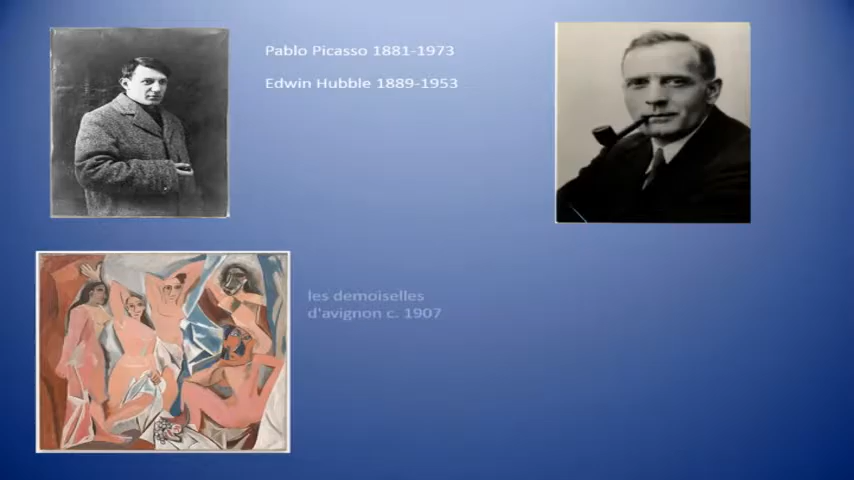 Pablo Picasso 1881-1973
Edwin Hubble 1889-1953
les demoiselles
d'avignon c. 1907